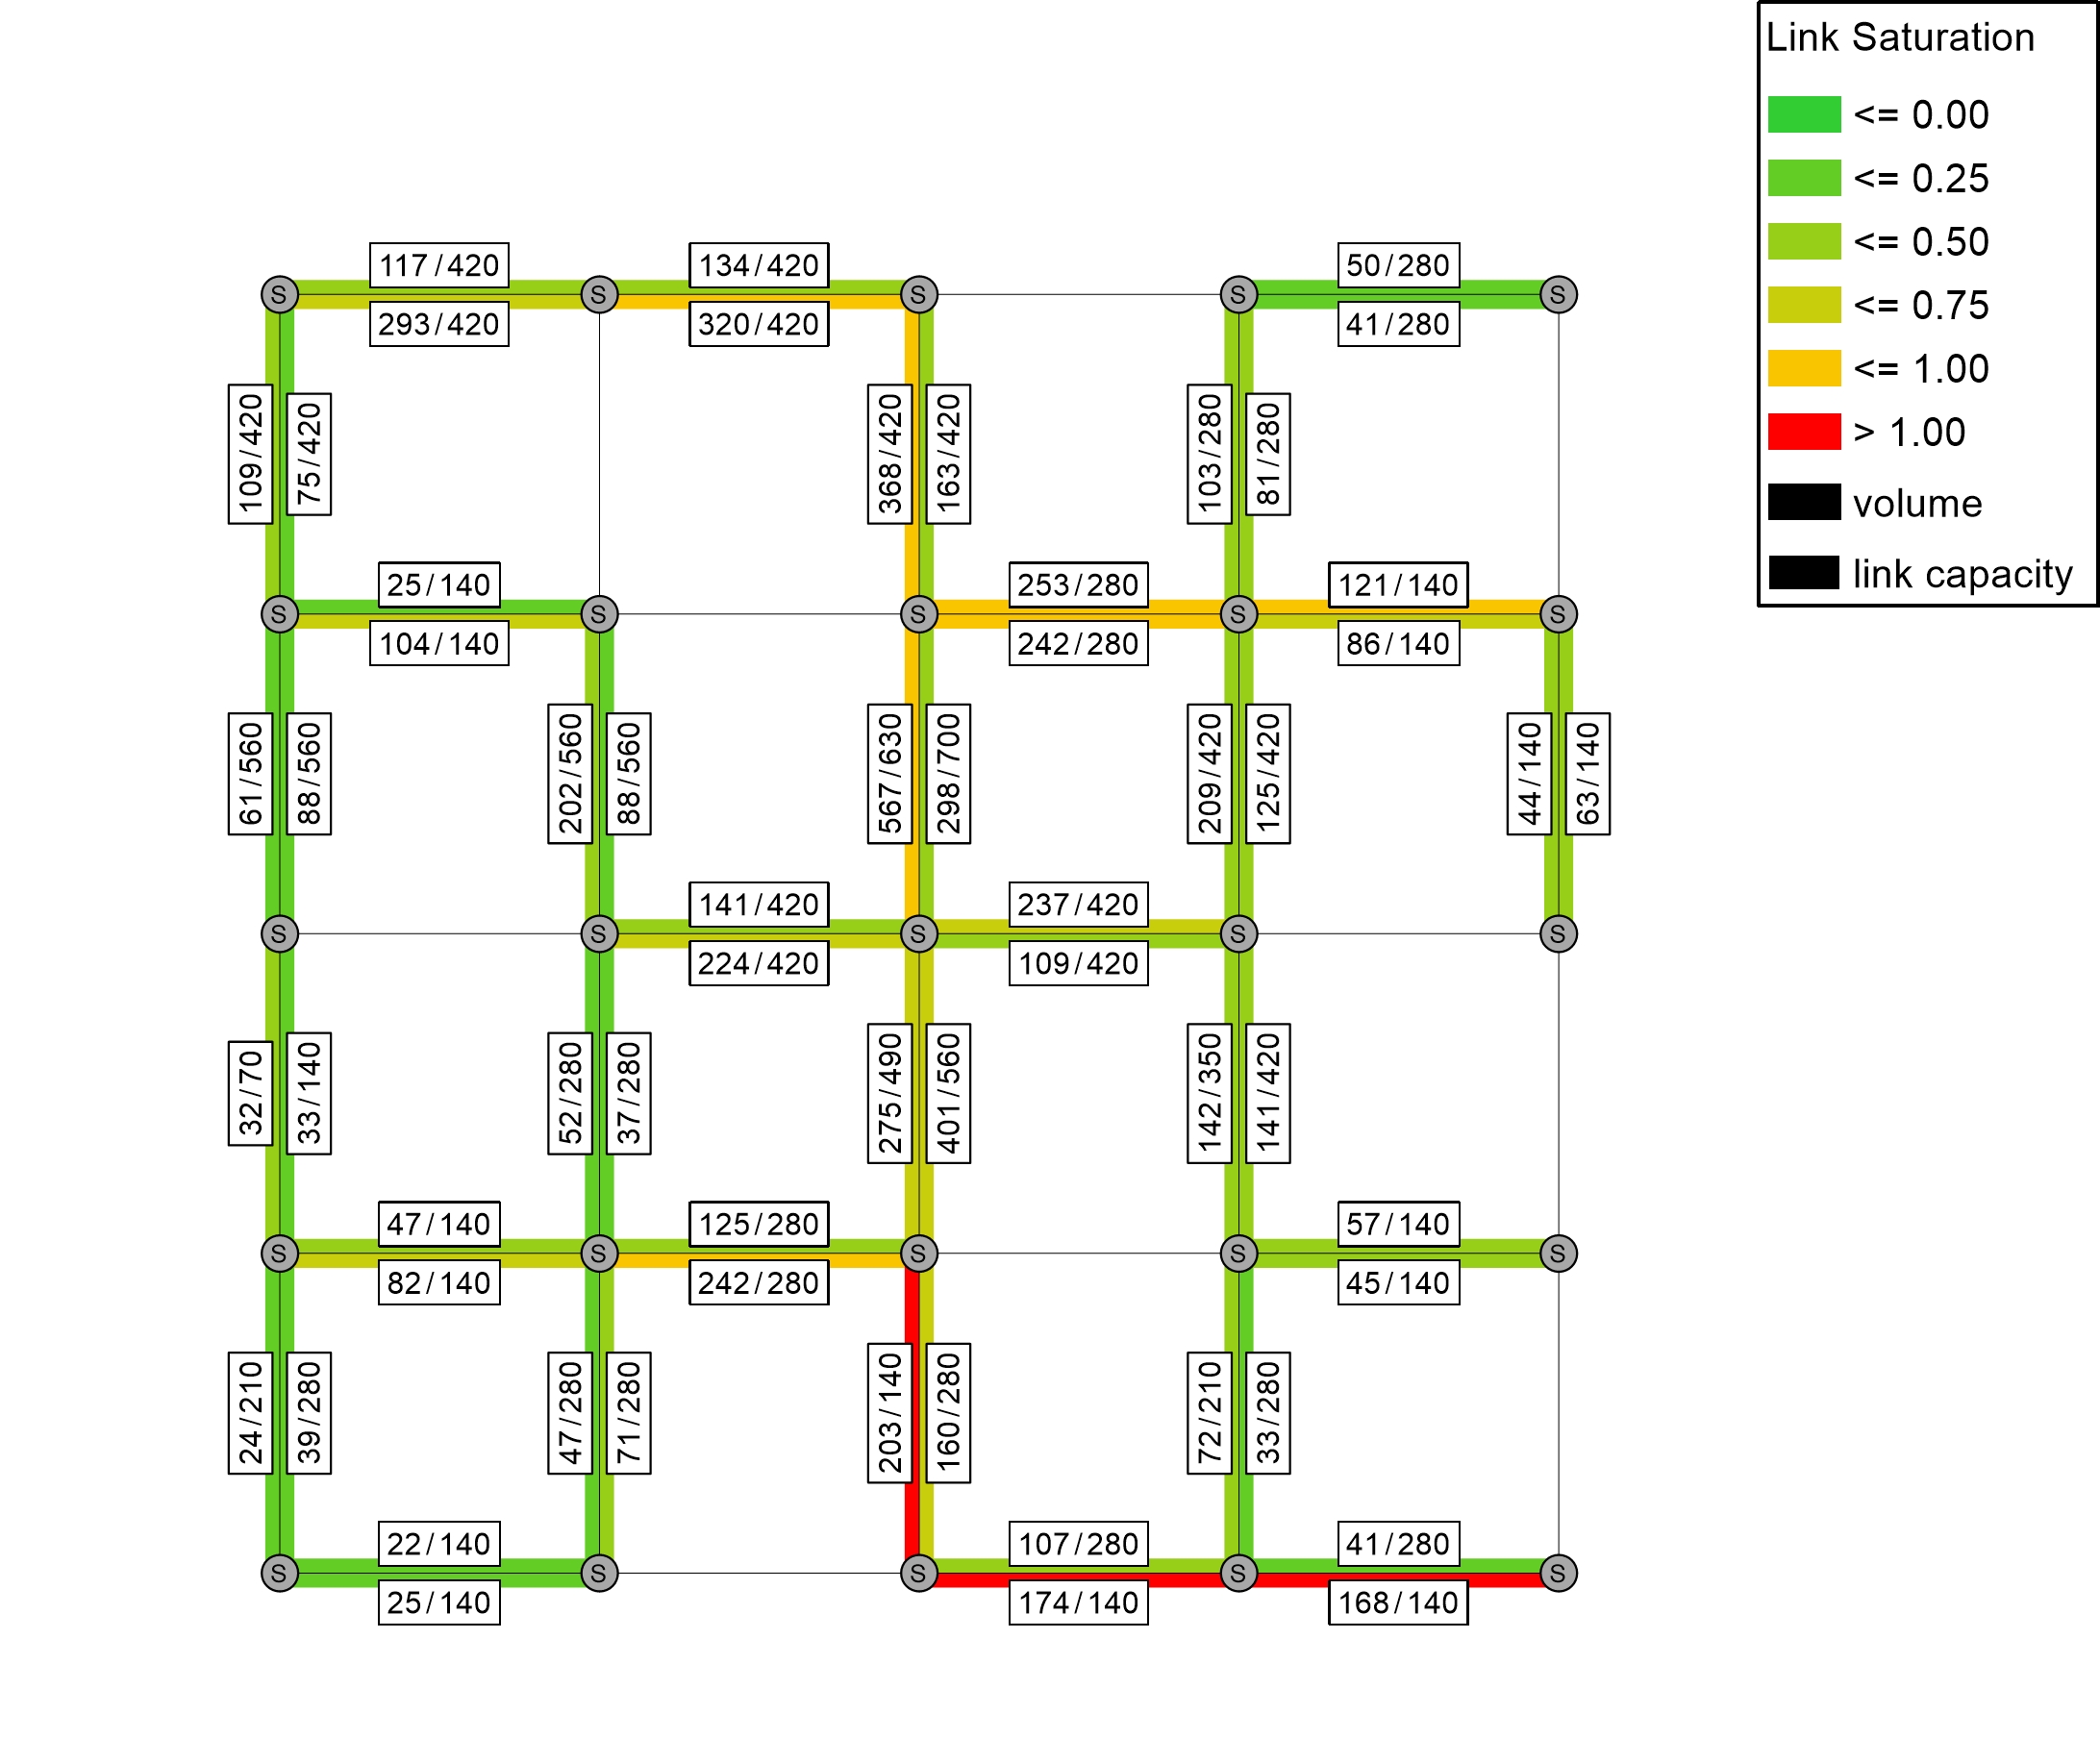 Link Saturation
<= 0.00
<= 0.25
<= 0.50
<= 0.75
<= 1.00
> 1.00
volume
link capacity
117/420
134/420
50/280
S
S
S
S
S
293/420
320/420
41/280
109/420
75/420
368/420
163/420
103/280
81/280
25/140
253/280
121/140
S
S
S
S
S
104/140
242/280
86/140
61/560
88/560
202/560
88/560
567/630
298/700
209/420
125/420
44/140
63/140
141/420
237/420
S
S
S
S
S
224/420
109/420
32/70
33/140
52/280
37/280
275/490
401/560
142/350
141/420
47/140
125/280
57/140
S
S
S
S
S
82/140
242/280
45/140
24/210
39/280
47/280
71/280
203/140
160/280
72/210
33/280
22/140
107/280
41/280
S
S
S
S
S
25/140
174/140
168/140